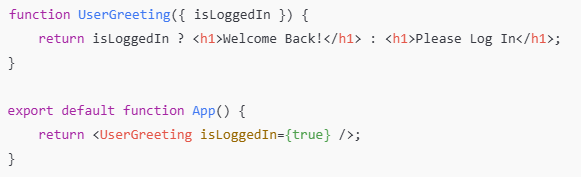 function UserGreeting({ isLoggedIn }) {
    return isLoggedIn ? <h1>Welcome Back!</h1> : <h1>Please Log In</h1>;
}

export default function App() {
    return <UserGreeting isLoggedIn={true} />;
}